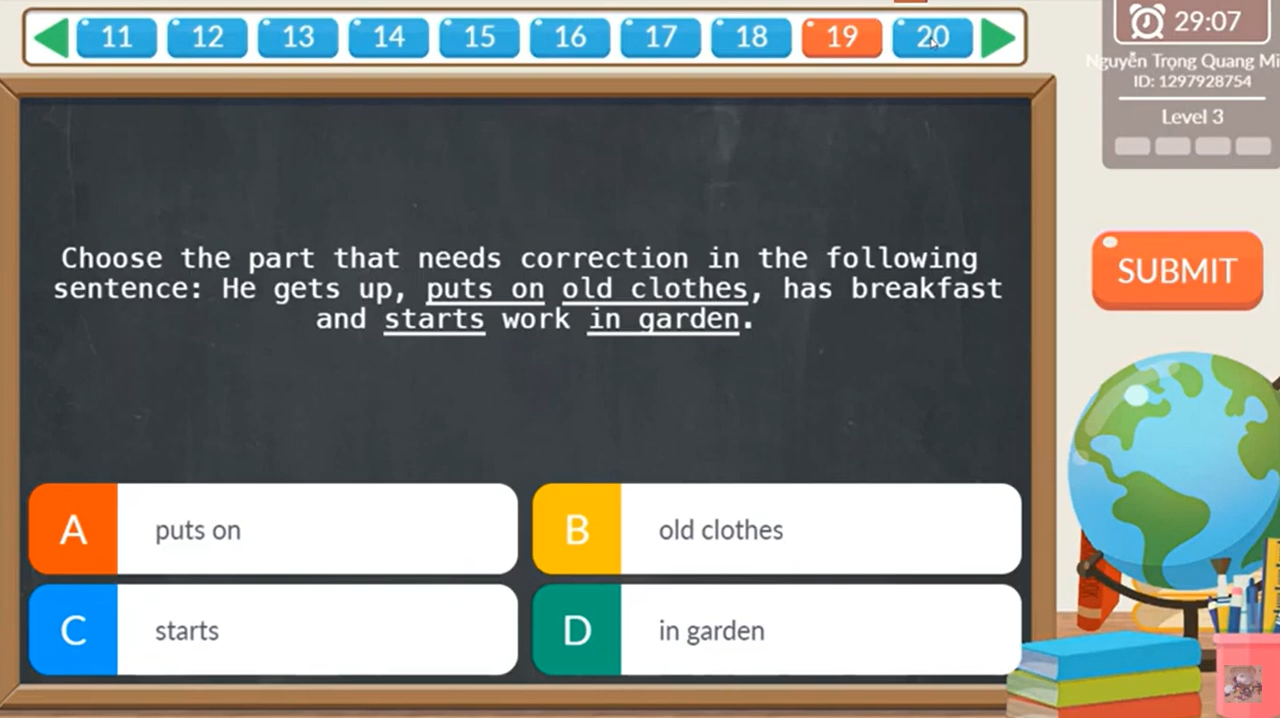 11 12 13 14 15 16 17 18 19 20
29:07
Nguyễn Trọng Quang Mi
ID: 1297928754
Level 3
SUBMIT
Choose the part that needs correction in the following
sentence: He gets up, puts on old clothes, has breakfast
and starts work in garden.
A puts on
B old clothes
C starts
D in garden